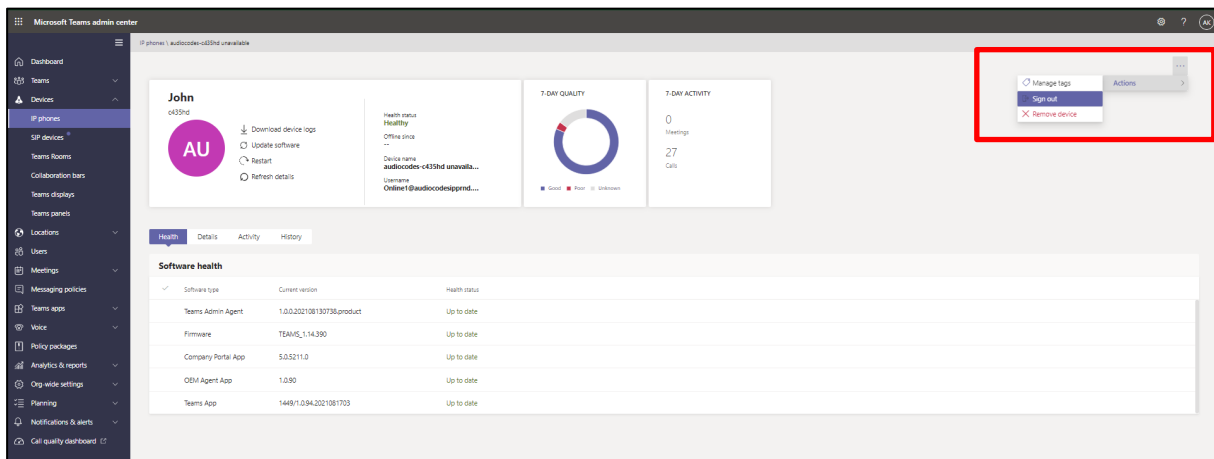 Microsoft Teams admin center
?
AK
IP phones \ audiocodes-c435hd unavailable
Dashboard
Teams
Devices
IP phones
SIP devices
Teams Rooms
Collaboration bars
Teams displays
Teams panels
Locations
Users
Meetings
Messaging policies
Teams apps
Voice
Policy packages
Analytics & reports
Org-wide settings
Planning
Notifications & alerts
Call quality dashboard
John
c435hd
AU
Download device logs
Update software
Restart
Refresh details
Health status
Healthy
Offline since
--
Device name
audiocodes-c435hd unavaila...
Username
Online1@audiocodesipprnd....
7-DAY QUALITY
Good Poor Unknown
7-DAY ACTIVITY
0
Meetings
27
Calls
...
Manage tags
Sign out
Remove device
Actions
Health Details Activity History
Software health
Software type Current version Health status
Teams Admin Agent 1.0.0.202108130738.product Up to date
Firmware TEAMS_1.14.390 Up to date
Company Portal App 5.0.5211.0 Up to date
OEM Agent App 1.0.90 Up to date
Teams App 1449/1.0.94.2021081703 Up to date